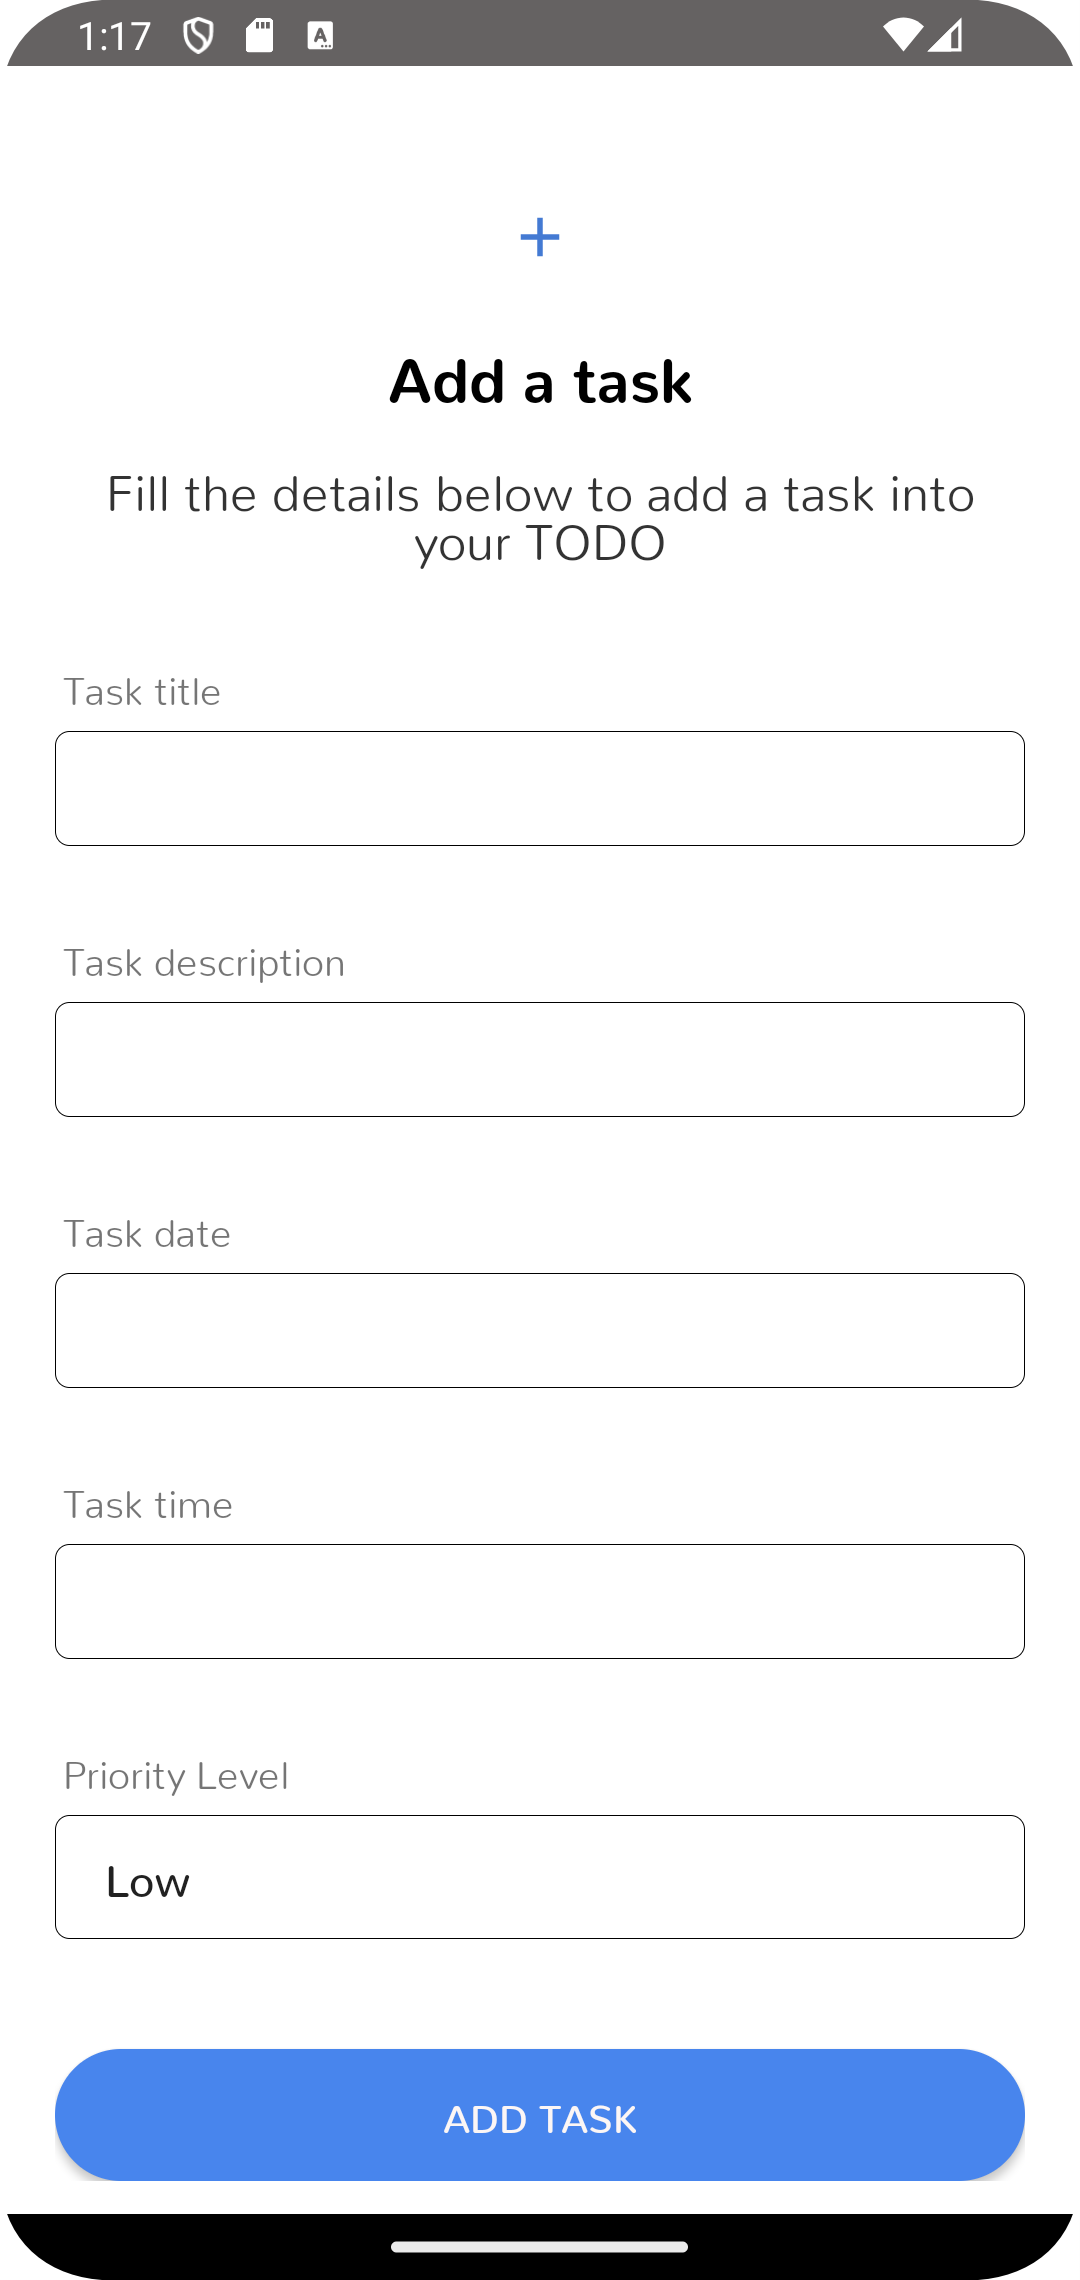 1:17
Add a task
Fill the details below to add a task into
your TODO
Task title
Task description
Task date
Task time
Priority Level
Low
ADD TASK